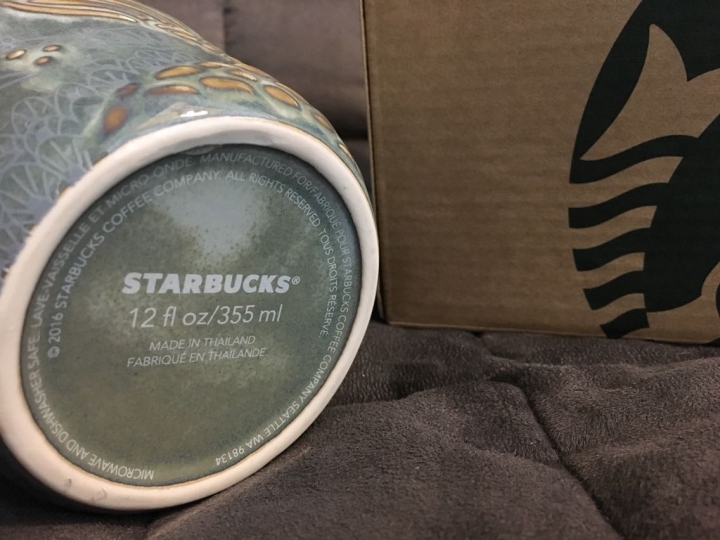 STARBUCKS®
12 fl oz/355 ml
MADE IN THAILAND
FABRIQUÉ EN THAÏLANDE
© 2016 STARBUCKS COFFEE COMPANY. ALL RIGHTS RESERVED. TOUS DROITS RÉSERVÉ.
MICROWAVE AND DISHWASHER SAFE. LAVE-VAISSELLE ET MICRO-ONDE. MANUFACTURED FOR/FABRIQUÉ POUR STARBUCKS COFFEE COMPANY SEATTLE WA 98134